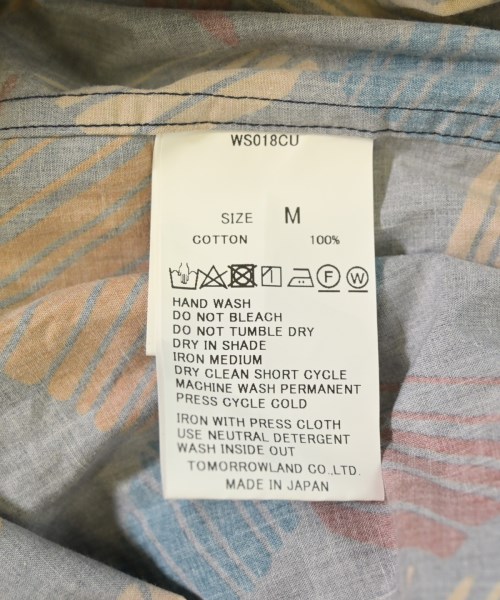 WS018CU
SIZE M
COTTON 100%
F W
HAND WASH
DO NOT BLEACH
DO NOT TUMBLE DRY
DRY IN SHADE
IRON MEDIUM
DRY CLEAN SHORT CYCLE
MACHINE WASH PERMANENT
PRESS CYCLE COLD
IRON WITH PRESS CLOTH
USE NEUTRAL DETERGENT
WASH INSIDE OUT
TOMORROWLAND CO.,LTD.
MADE IN JAPAN